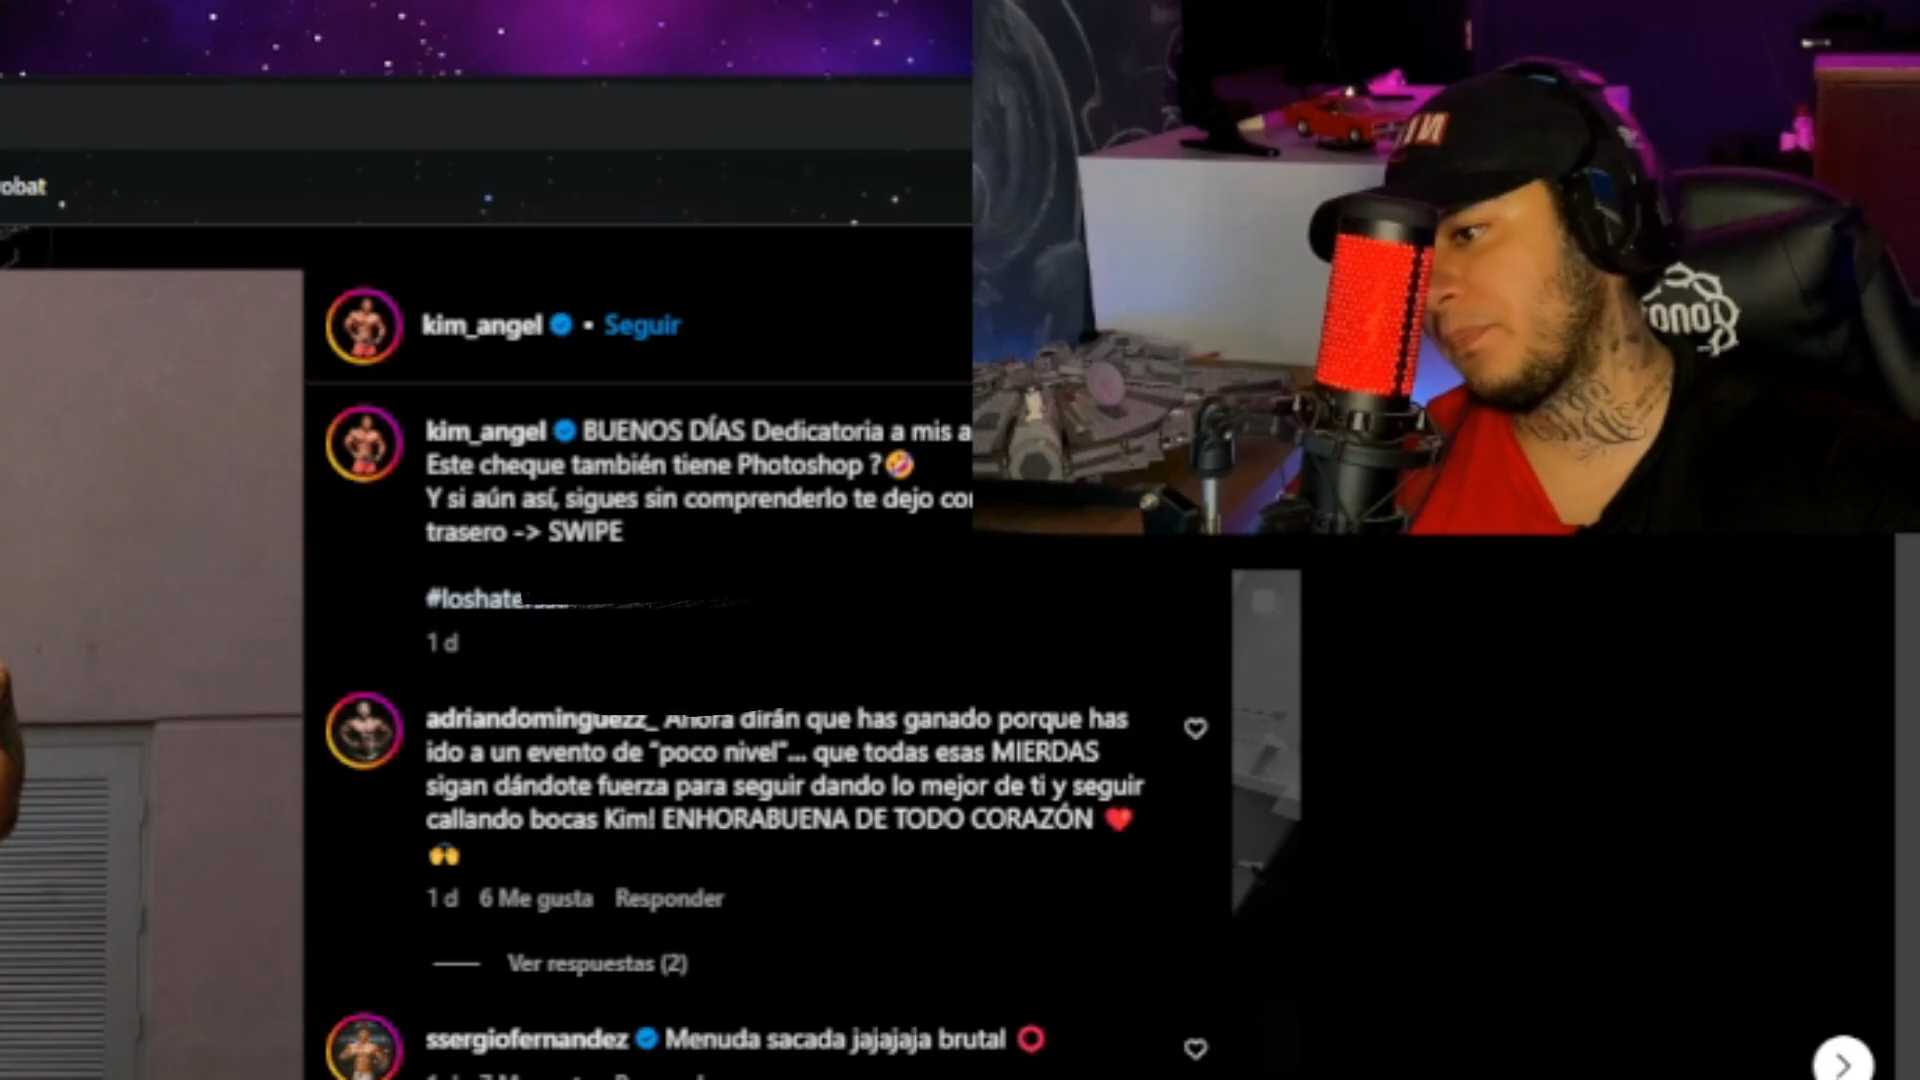 obat
kim_angel • Seguir
kim_angel BUENOS DÍAS Dedicatoria a mis a
Este cheque también tiene Photoshop ?🤣
Y si aún así, sigues sin comprenderlo te dejo
trasero -> SWIPE
#loshate
1 d
adriandominguezz_ Ahora dirán que has ganado porque has
ido a un evento de "poco nivel"... que todas esas MIERDAS
sigan dándote fuerza para seguir dando lo mejor de ti y seguir
callando bocas Kim! ENHORABUENA DE TODO CORAZÓN ❤️
🙌
1 d 6 Me gusta Responder
Ver respuestas (2)
ssergiofernandez Menuda sacada jajajaja brutal ⭕